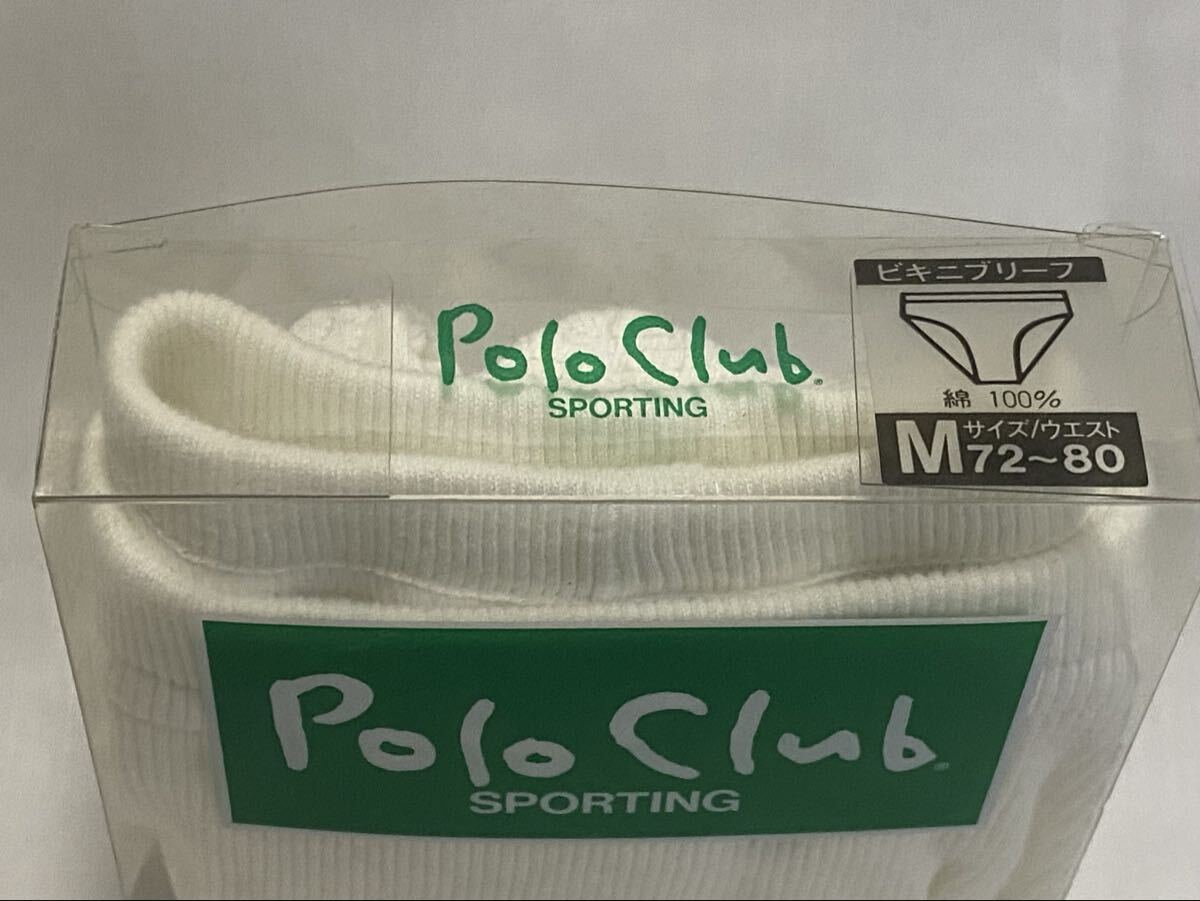 Polo Club®
SPORTING
ビキニブリーフ
綿 100%
M サイズ/ウエスト
72~80
Polo Club®
SPORTING